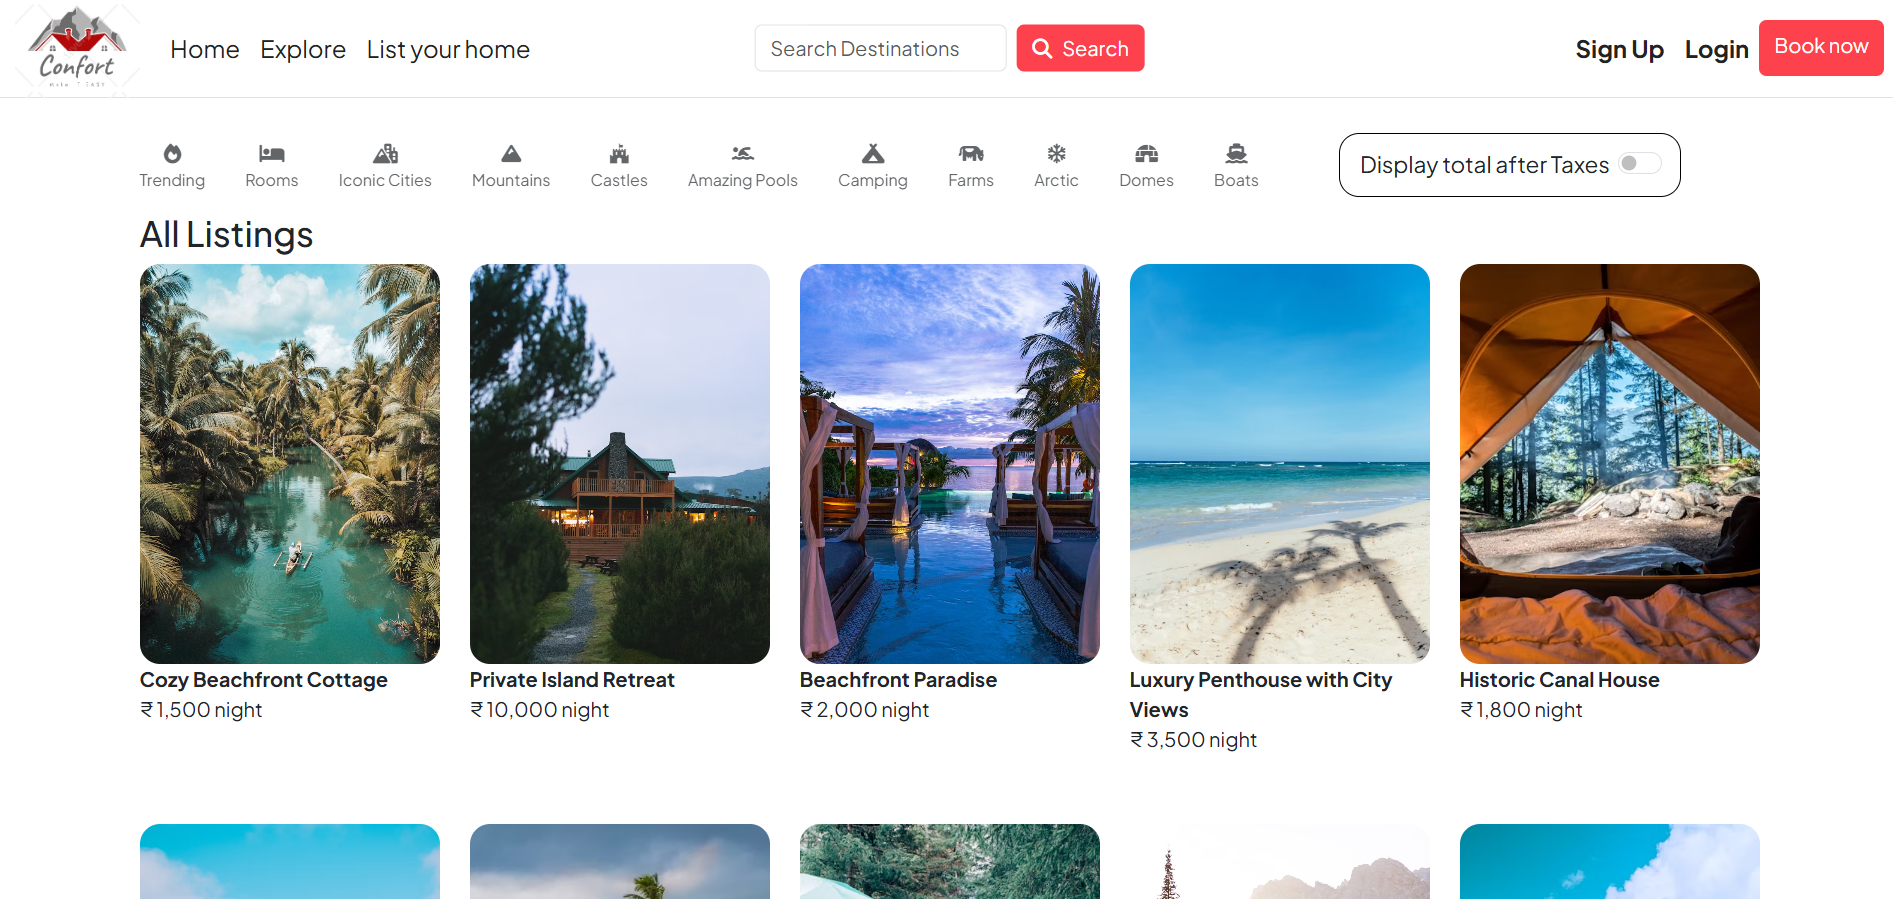 Confort
Home Explore List your home
Search Destinations
Search
Sign Up Login Book now
Trending Rooms Iconic Cities Mountains Castles Amazing Pools Camping Farms Arctic Domes Boats
Display total after Taxes
All Listings
Cozy Beachfront Cottage
₹ 1,500 night
Private Island Retreat
₹ 10,000 night
Beachfront Paradise
₹ 2,000 night
Luxury Penthouse with City
Views
₹ 3,500 night
Historic Canal House
₹ 1,800 night